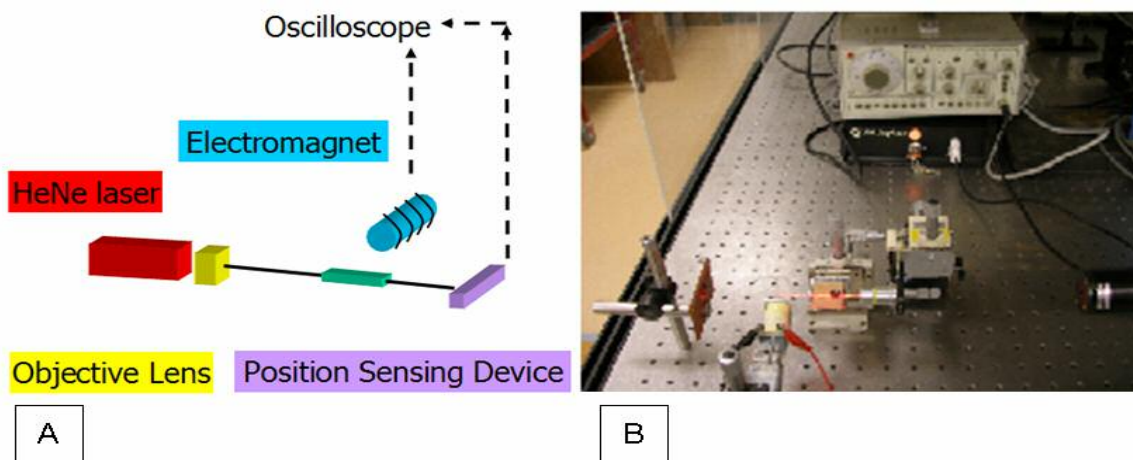 Oscilloscope
Electromagnet
HeNe laser
Objective Lens
Position Sensing Device
A
B